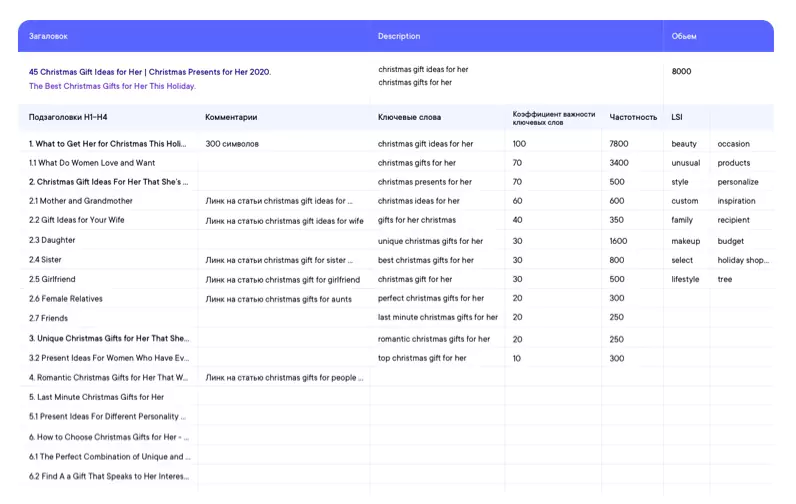 Заголовок Description Объем
45 Christmas Gift Ideas for Her | Christmas Presents for Her 2020. christmas gift ideas for her 8000
The Best Christmas Gifts for Her This Holiday. christmas gifts for her
Подзаголовки H1-H4 Комментарии Ключевые слова Коэффициент важности ключевых слов Частотность LSI
1. What to Get Her for Christmas This Holi... 300 символов christmas gift ideas for her 100 7800 beauty occasion
1.1 What Do Women Love and Want christmas gifts for her 70 3400 unusual products
2. Christmas Gift Ideas For Her That She's ... christmas presents for her 70 500 style personalize
2.1 Mother and Grandmother Линк на статьи christmas gift ideas for ... christmas ideas for her 60 600 custom inspiration
2.2 Gift Ideas for Your Wife Линк на статью christmas gift ideas for wife gifts for her christmas 40 350 family recipient
2.3 Daughter unique christmas gifts for her 30 1600 makeup budget
2.4 Sister Линк на статьи christmas gift for sister ... best christmas gifts for her 30 800 select holiday shop...
2.5 Girlfriend Линк на статью christmas gift for girlfriend christmas gift for her 30 500 lifestyle tree
2.6 Female Relatives Линк на статью christmas gifts for aunts perfect christmas gifts for her 20 300
2.7 Friends last minute christmas gifts for her 20 250
3. Unique Christmas Gifts for Her That She... romantic christmas gifts for her 20 250
3.2 Present Ideas For Women Who Have Ev... top christmas gift for her 10 300
4. Romantic Christmas Gifts for Her That W... Линк на статью christmas gifts for people ...
5. Last Minute Christmas Gifts for Her
5.1 Present Ideas For Different Personality ...
6. How to Choose Christmas Gifts for Her - ...
6.1 The Perfect Combination of Unique and ...
6.2 Find A a Gift That Speaks to Her Interes...